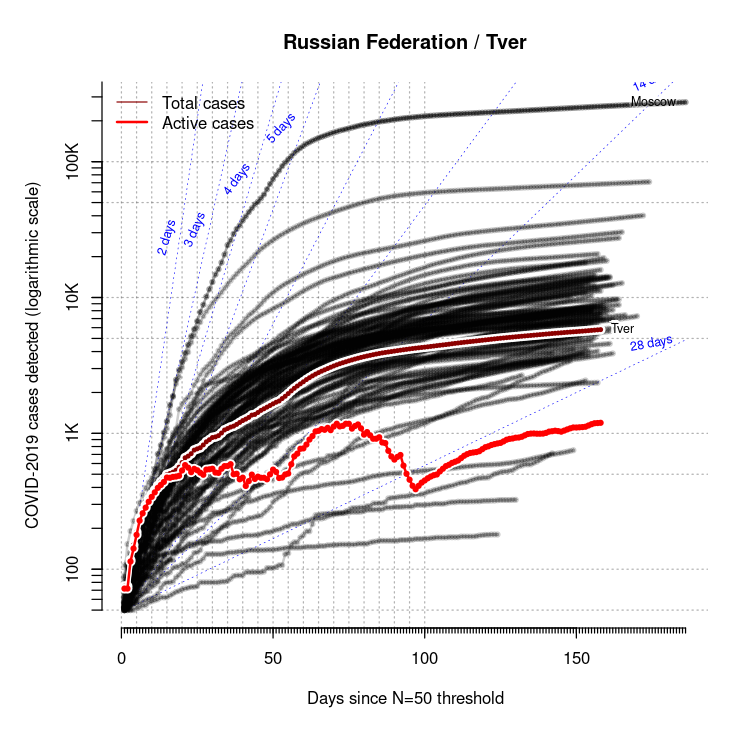 Russian Federation / Tver
COVID-2019 cases detected (logarithmic scale)
100K
10K
1K
100
Total cases
Active cases
2 days
3 days
4 days
5 days
Moscow
Tver
28 days
0 50 100 150
Days since N=50 threshold